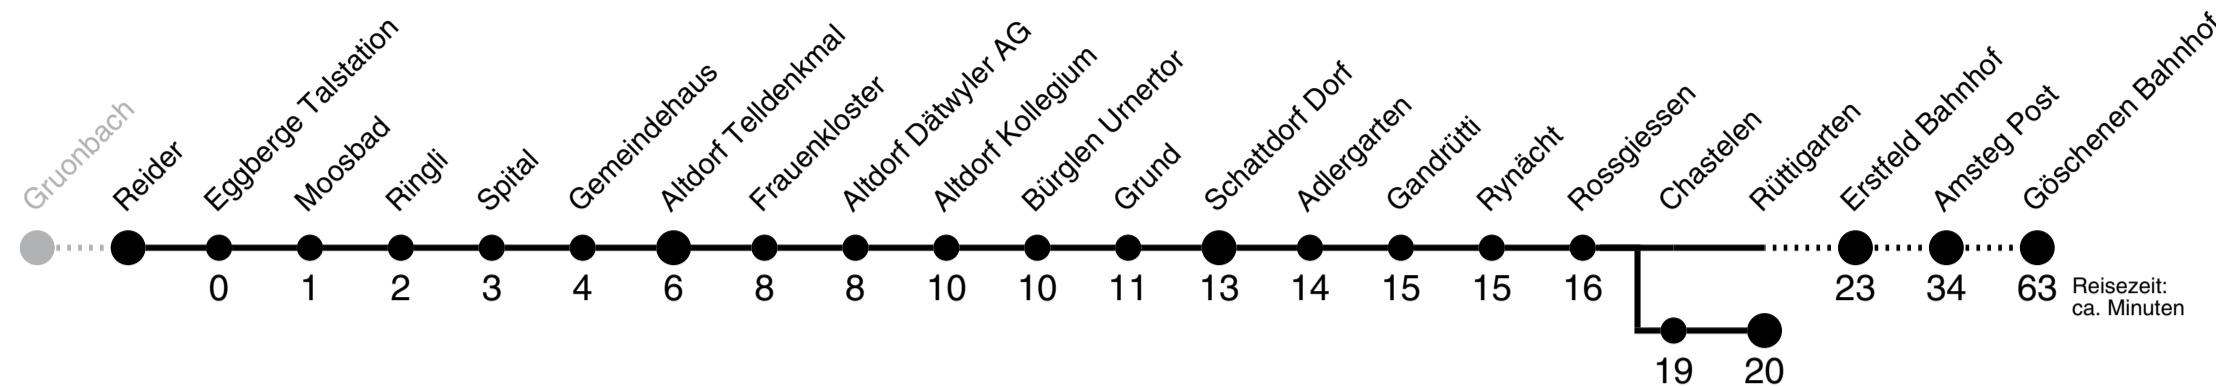 Gruonbach
Reider
Eggberge Talstation
Moosbad
Ringli
Spital
Gemeindehaus
Altdorf Telldenkmal
Frauenkloster
Altdorf Dätwyler AG
Altdorf Kollegium
Bürglen Urnertor
Grund
Schattdorf Dorf
Adlergarten
Gandrütti
Rynächt
Rossgiessen
Chastelen
Rüttigarten
Erstfeld Bahnhof
Amsteg Post
Göschenen Bahnhof
0 1 2 3 4 6 8 8 10 10 11 13 14 15 15 16 23 34 63
Reisezeit:
ca. Minuten
19 20